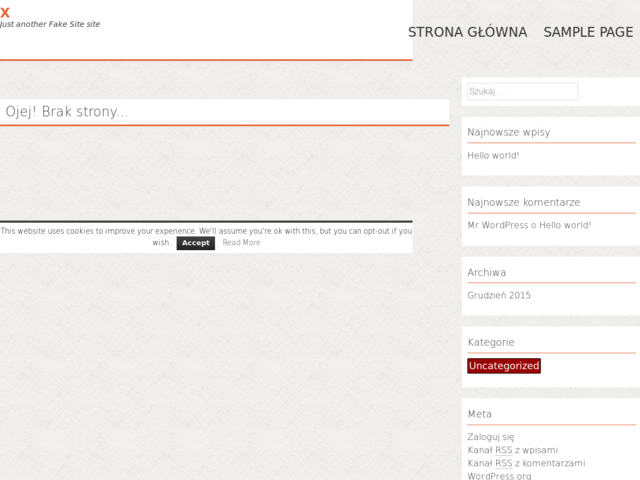 X
Just another Fake Site site
STRONA GŁÓWNA SAMPLE PAGE
Ojej! Brak strony...
This website uses cookies to improve your experience. We'll assume you're ok with this, but you can opt-out if you
wish. Accept Read More
Szukaj ...
Najnowsze wpisy
Hello world!
Najnowsze komentarze
Mr WordPress o Hello world!
Archiwa
Grudzień 2015
Kategorie
Uncategorized
Meta
Zaloguj się
Kanał RSS z wpisami
Kanał RSS z komentarzami
WordPress.org